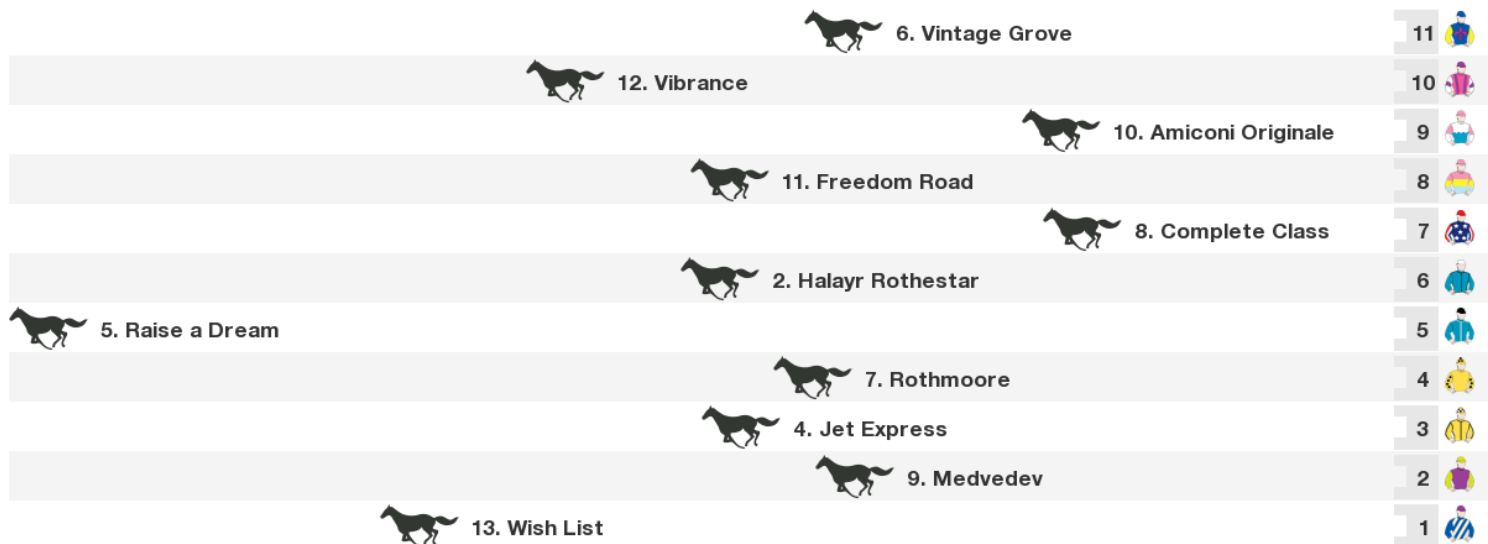 6. Vintage Grove 11
12. Vibrance 10
10. Amiconi Originale 9
11. Freedom Road 8
8. Complete Class 7
2. Halayr Rothestar 6
5. Raise a Dream 5
7. Rothmoore 4
4. Jet Express 3
9. Medvedev 2
13. Wish List 1